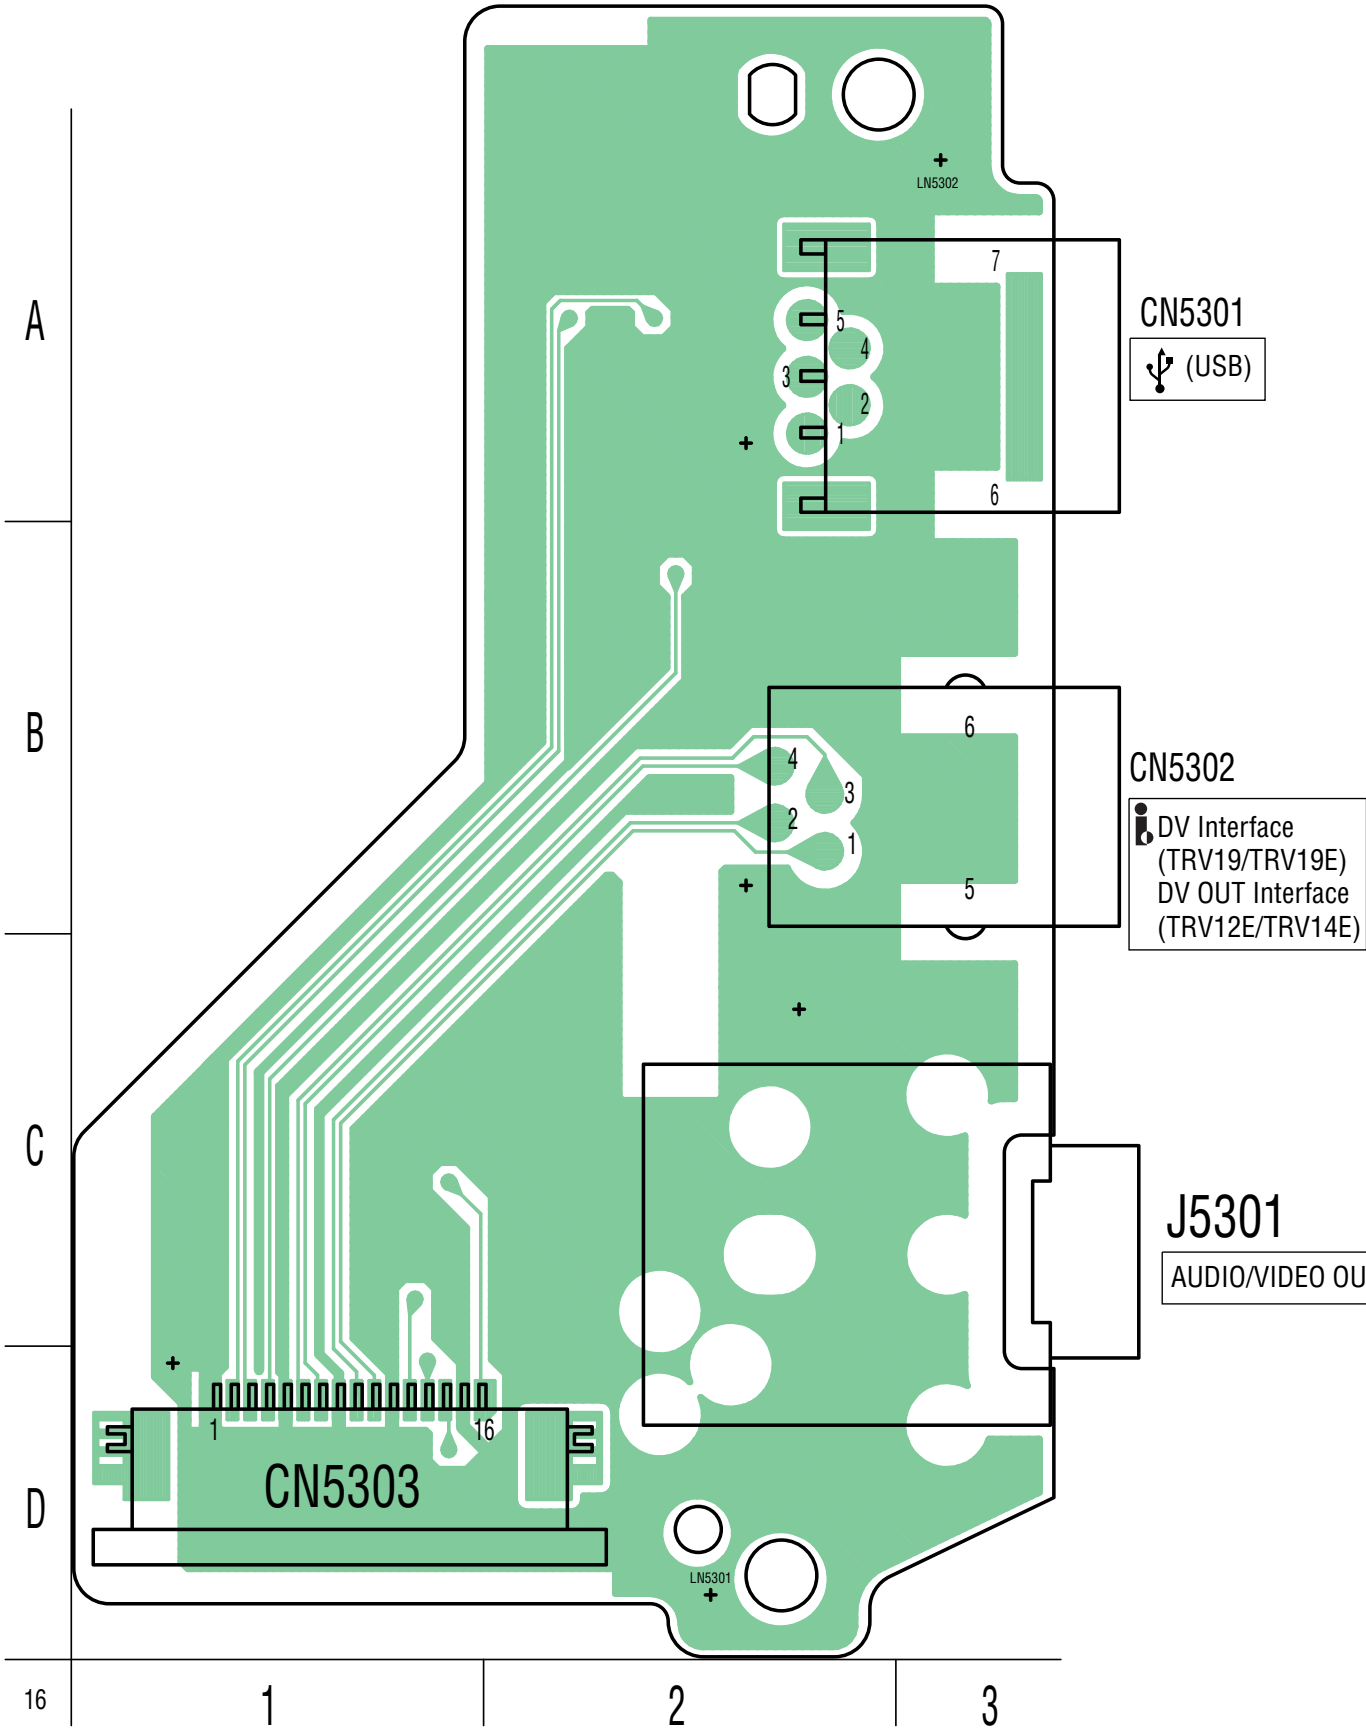 LN5302
7
A
5
4
3
2
1
CN5301
(USB)
6
B
6
4
3
2
1
5
CN5302
i DV Interface
(TRV19/TRV19E)
DV OUT Interface
(TRV12E/TRV14E)
C
J5301
AUDIO/VIDEO OU
1
16
CN5303
D
LN5301
16
1
2
3